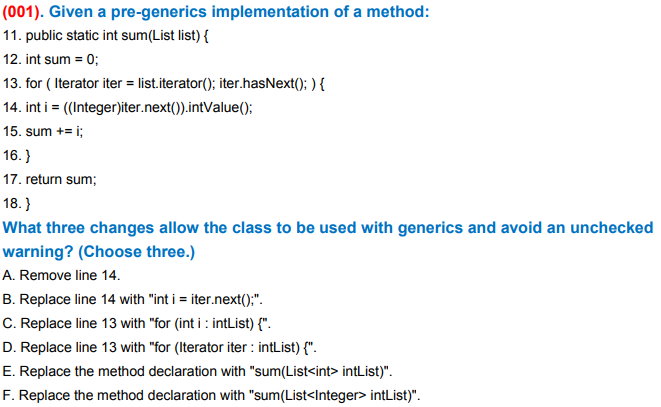 (001). Given a pre-generics implementation of a method:
11. public static int sum(List list) {
12. int sum = 0;
13. for ( Iterator iter = list.iterator(); iter.hasNext(); ) {
14. int i = ((Integer)iter.next()).intValue();
15. sum += i;
16. }
17. return sum;
18. }
What three changes allow the class to be used with generics and avoid an unchecked
warning? (Choose three.)
A. Remove line 14.
B. Replace line 14 with "int i = iter.next();".
C. Replace line 13 with "for (int i : intList) {".
D. Replace line 13 with "for (Iterator iter : intList) {".
E. Replace the method declaration with "sum(List<int> intList)".
F. Replace the method declaration with "sum(List<Integer> intList)".